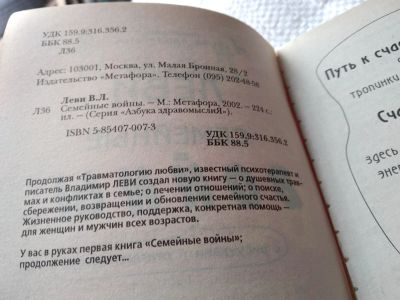 УДК 159.9:316.356.2
ББК 88.5
Л36
Адрес: 103001, Москва, ул. Малая Бронная, 28/2
Издательство «Метафора». Телефон (095) 202-48-98
Леви В.Л.
Л36 Семейные войны. – М.: Метафора, 2002. – 224 с.
ил. – (Серия «Азбука здравомыслиЯ»).
ISBN 5-85407-007-3
УДК 159.9:316.356.2
ББК 88.5
Продолжая «Травматологию любви», известный психотерапевт и
писатель Владимир ЛЕВИ создал новую книгу — о душевных трав-
мах и конфликтах в семье; о лечении отношений; о поиске,
сбережении, возвращении и обновлении семейного счастья.
Жизненное руководство, поддержка, конкретная помощь —
для женщин и мужчин всех возрастов.
У вас в руках первая книга «Семейные войны»;
продолжение следует...
Путь к
тропинки
здесь